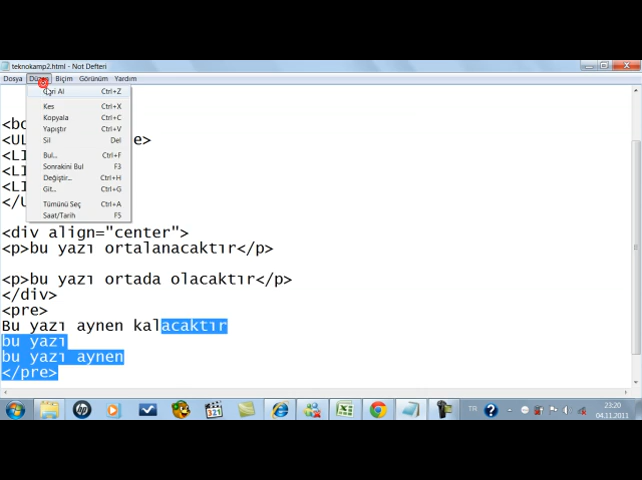 teknokamp2.html - Not Defteri
Dosya Düzen Biçim Görünüm Yardım
Geri Al Ctrl+Z
Kes Ctrl+X
Kopyala Ctrl+C
Yapıştır Ctrl+V
Sil Del
Bul... Ctrl+F
Sonrakini Bul F3
Değiştir... Ctrl+H
Git... Ctrl+G
Tümünü Seç Ctrl+A
Saat/Tarih F5
<bo
<UL e>
<LI
<LI
<LI
</U
<div align="center">
<p>bu yazı ortalanacaktır</p>
<p>bu yazı ortada olacaktır</p>
</div>
<pre>
Bu yazı aynen kalacaktır
bu yazı
bu yazı aynen
</pre>
321
TR
23:20
04.11.2011